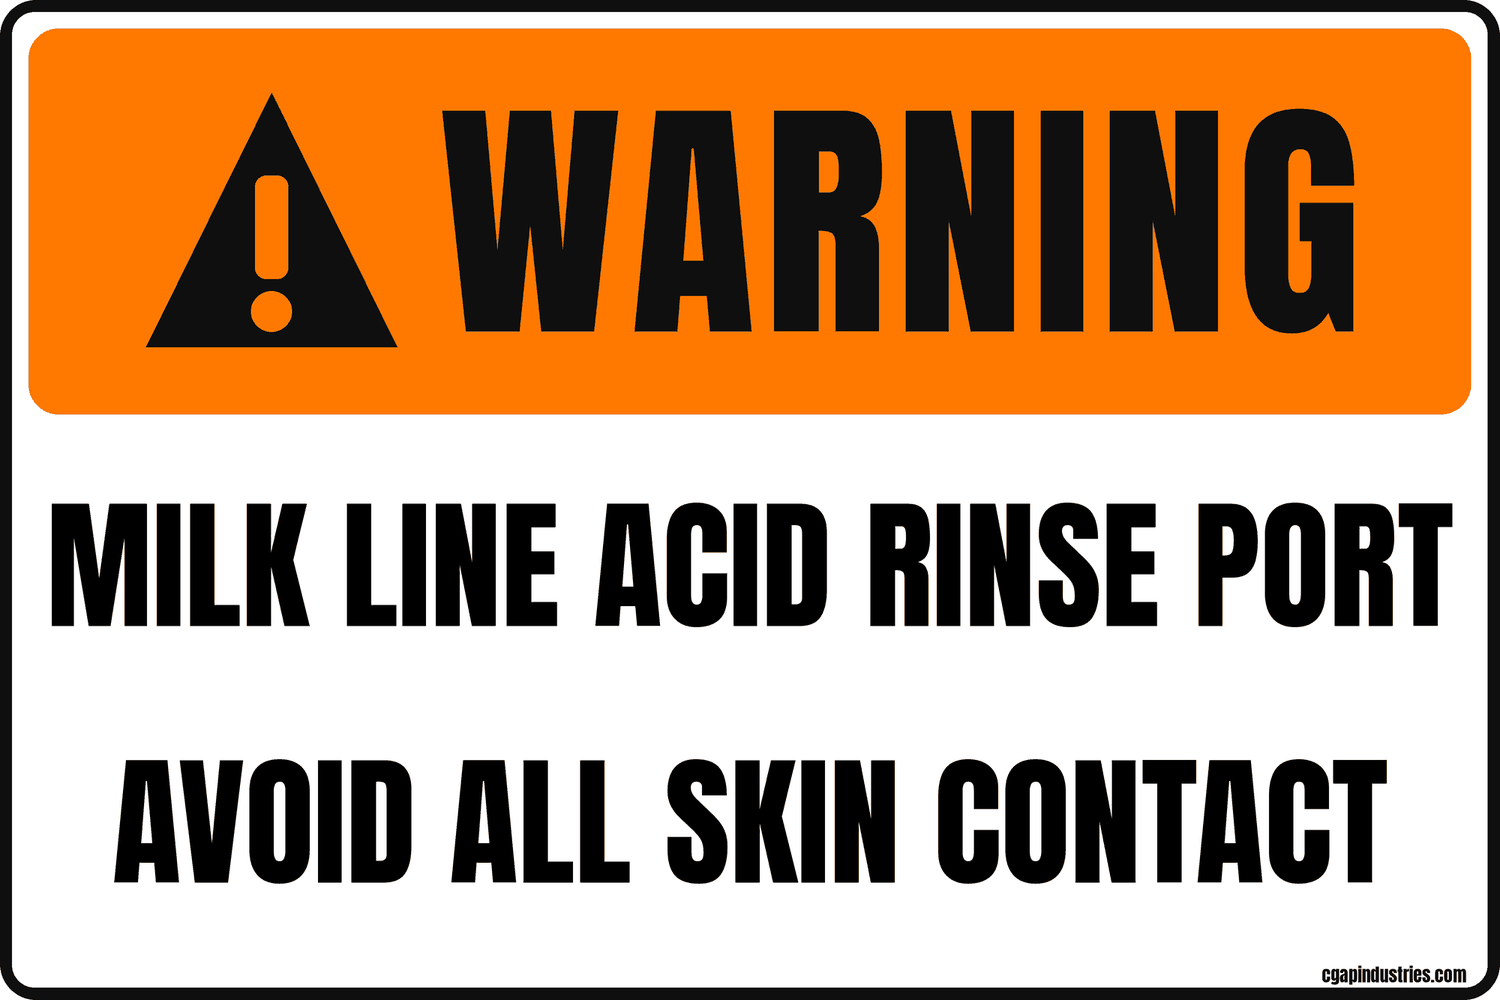 WARNING
MILK LINE ACID RINSE PORT
AVOID ALL SKIN CONTACT
cgapindustries.com